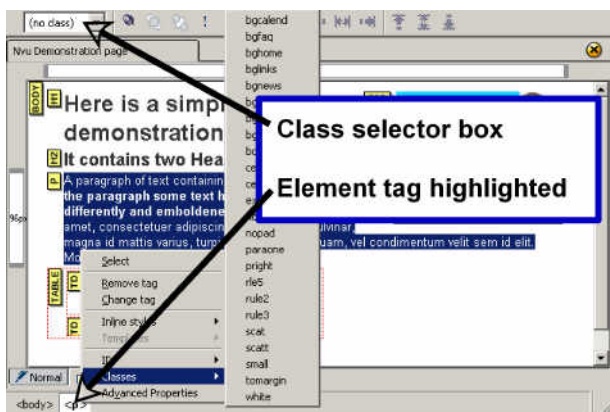 (no class)
Nvu Demonstration page
BODY
H1
Here is a simpl
demonstration
H2
It contains two Hea
P
A paragraph of text containin
the paragraph some text h
differently and emboldene
amet, consectetuer adipiscin
magna id mattis varius, turp
uam, vel condimentum velit sem id elit.
TABLE
TD
TD
Select
Remove tag
Change tag
Inline styles
Templates
ID
Classes
Advanced Properties
bgcalend
bgfaq
bghome
bglinks
bgnews
Class selector box
Element tag highlighted
nopad
paraone
pright
rle5
rule2
rule3
scat
scatt
small
tomargin
white
Normal
<body> <p>